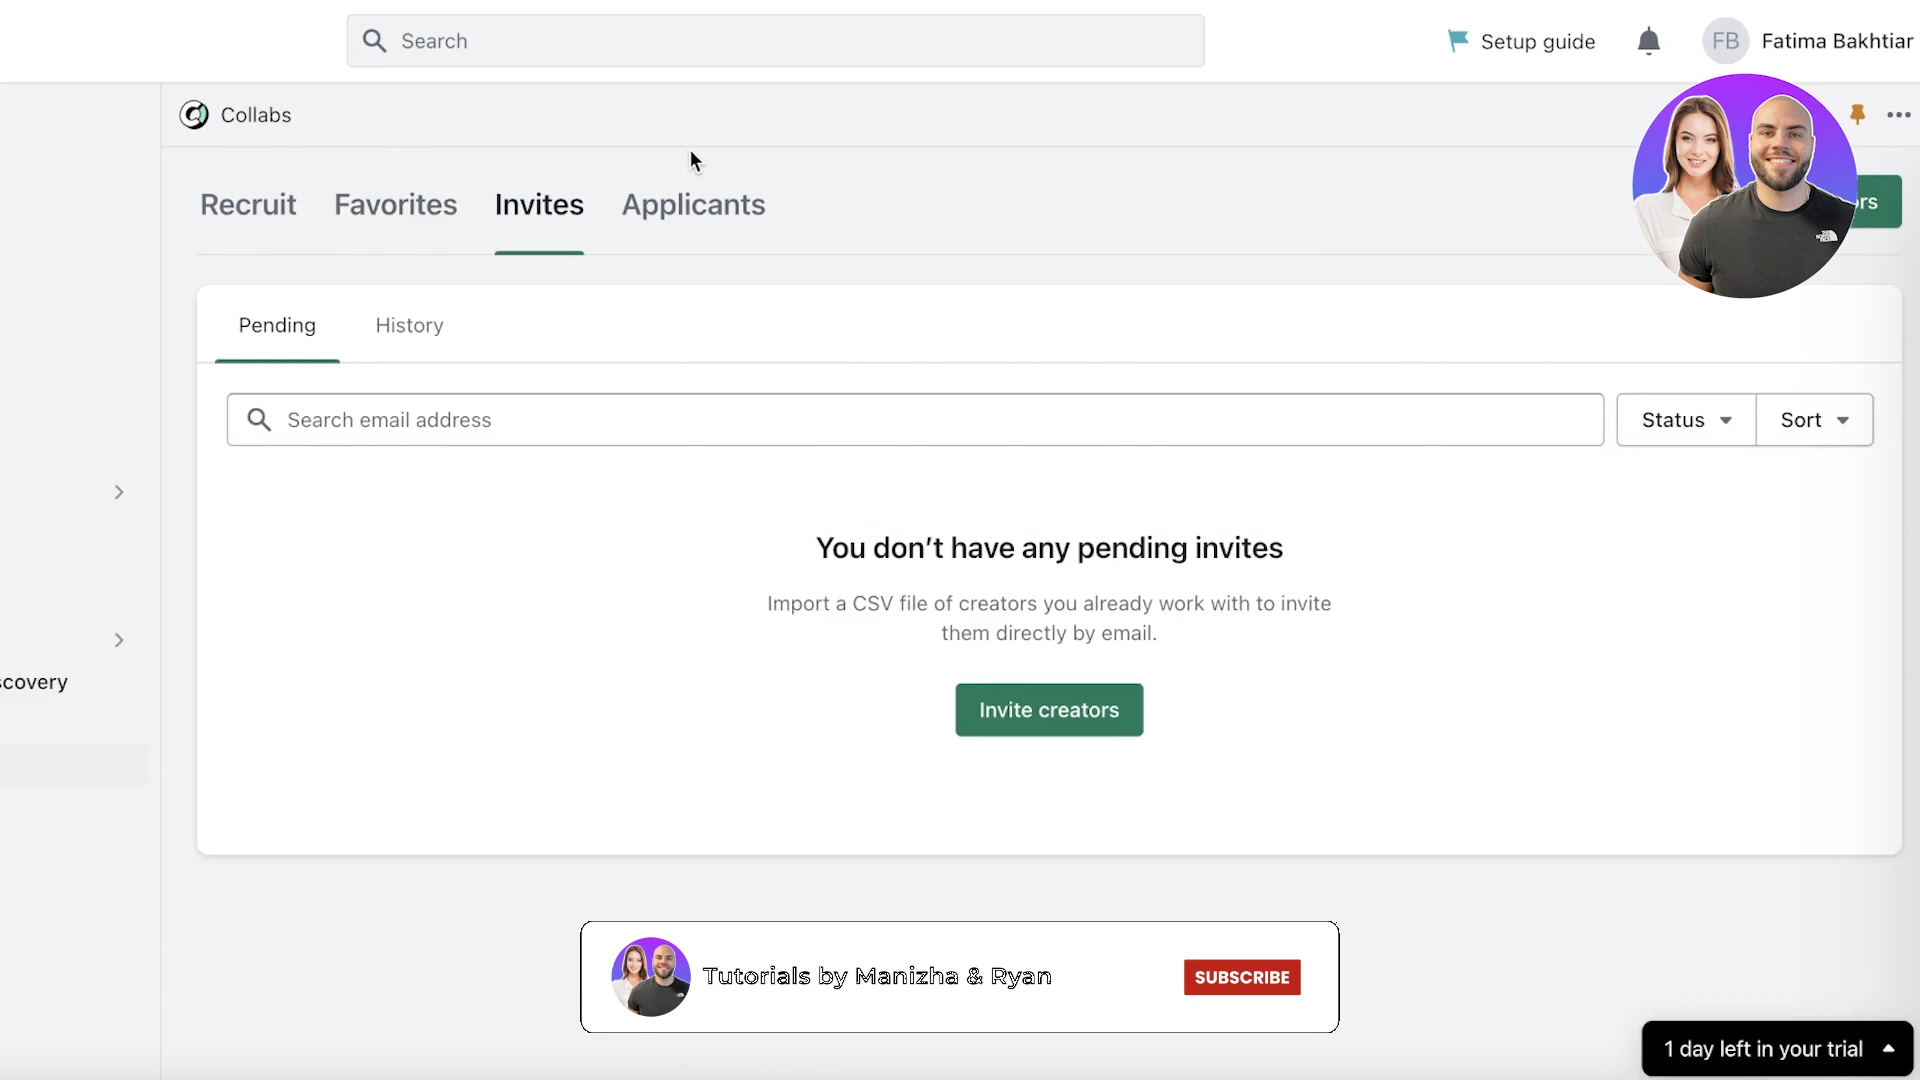 Search
Setup guide
FB
Fatima Bakhtiar
Collabs
Recruit
Favorites
Invites
Applicants
rs
Pending
History
Search email address
Status
Sort
You don’t have any pending invites
Import a CSV file of creators you already work with to invite
them directly by email.
Invite creators
scovery
Tutorials by Manizha & Ryan
SUBSCRIBE
1 day left in your trial